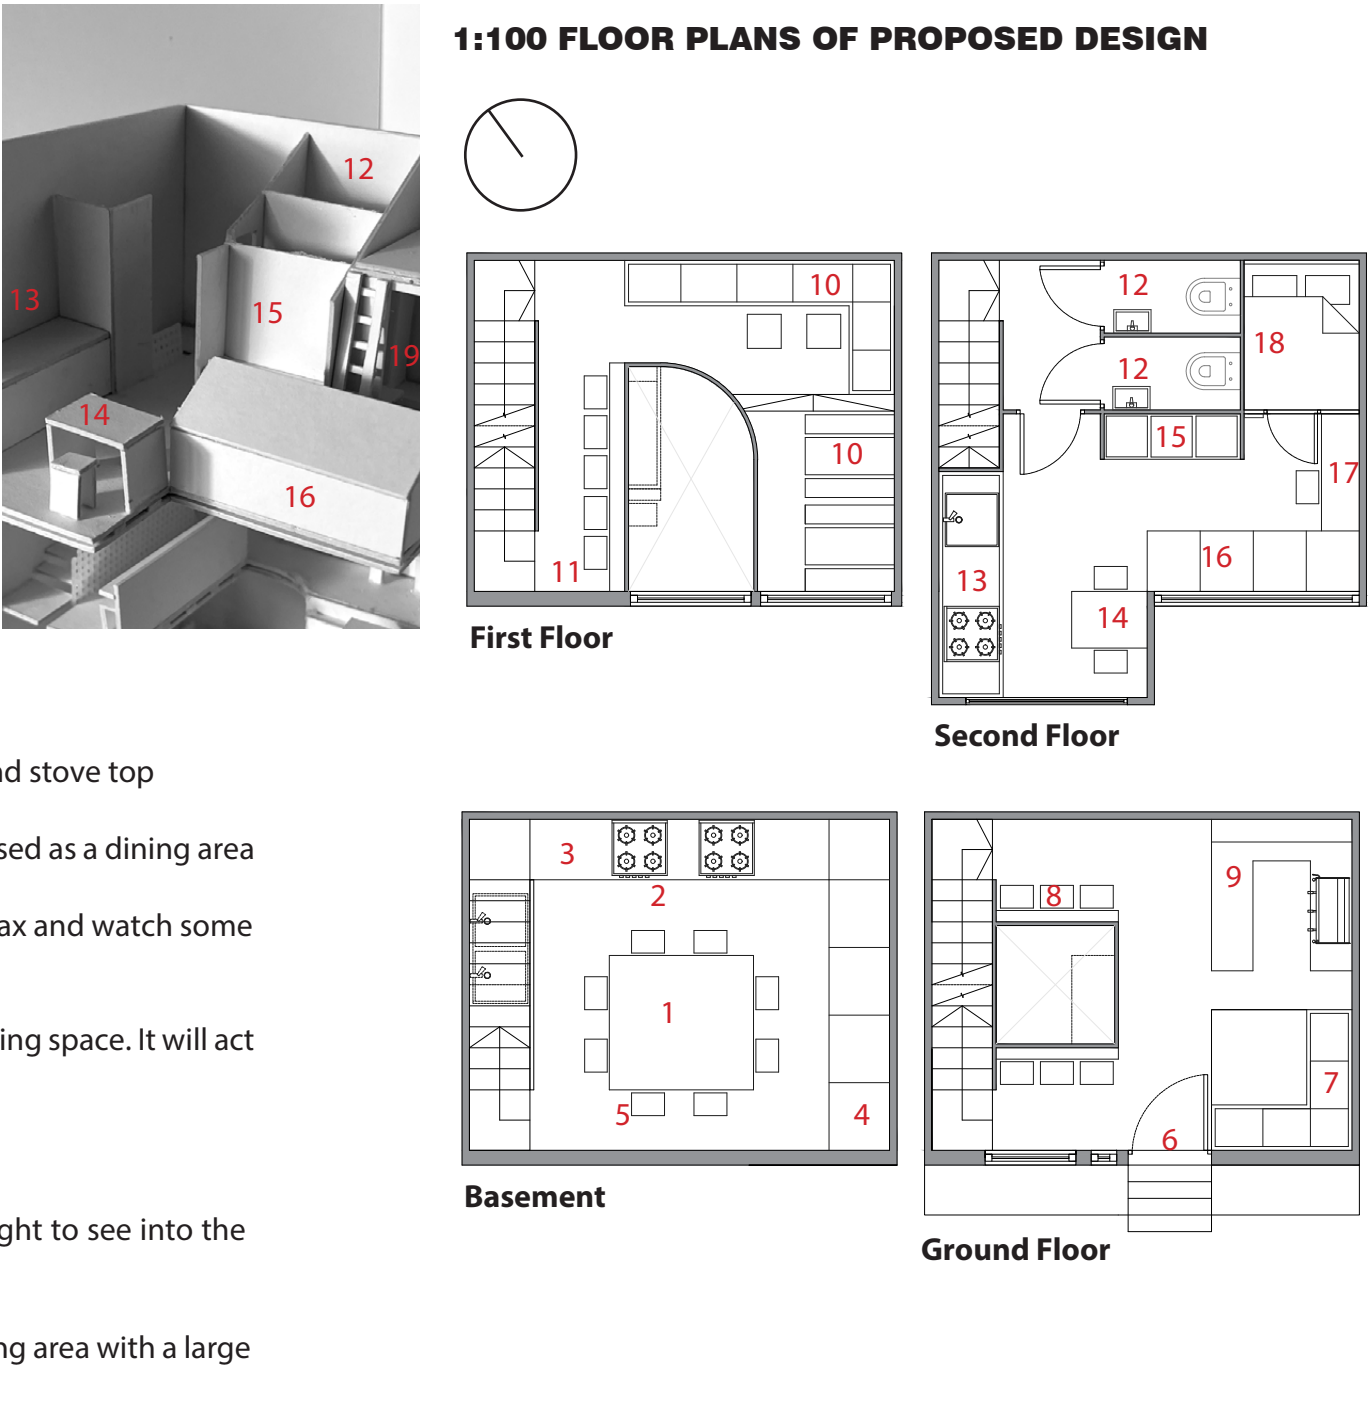 1:100 FLOOR PLANS OF PROPOSED DESIGN
12
13
15
19
14
16
10
10
11
First Floor
12
12
18
15
17
16
13
14
Second Floor
nd stove top
sed as a dining area
ax and watch some
ing space. It will act
ght to see into the
ng area with a large
3
2
1
5
4
Basement
8
9
7
6
Ground Floor